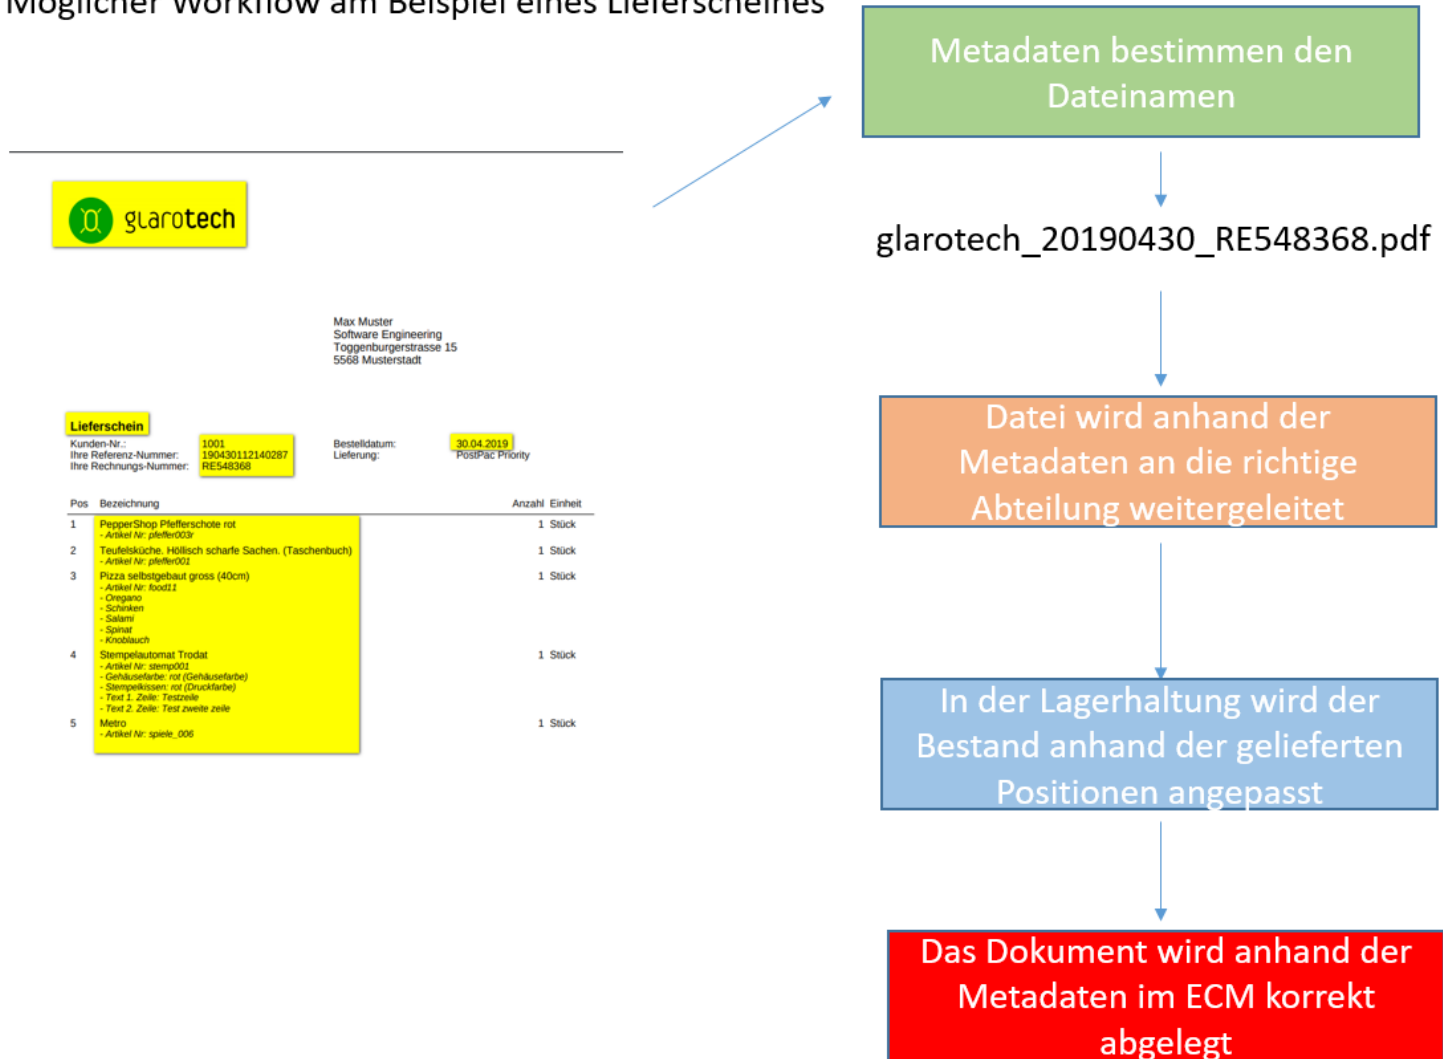 Möglicher Workflow am Beispiel eines Lieferscheines
glarotech
Max Muster
Software Engineering
Toggenburgerstrasse 15
5568 Musterstadt
Lieferschein
Kunden-Nr.: 1001 Bestelldatum: 30.04.2019
Ihre Referenz-Nummer: 190430112140287 Lieferung: PostPac Priority
Ihre Rechnungs-Nummer: RE548368
Pos Bezeichnung Anzahl Einheit
1 PepperShop Pfefferschote rot 1 Stück
- Artikel Nr: pfeffer003r
2 Teufelsküche. Höllisch scharfe Sachen. (Taschenbuch) 1 Stück
- Artikel Nr: pfeffer001
3 Pizza selbstgebaut gross (40cm) 1 Stück
- Artikel Nr: food11
- Oregano
- Schinken
- Salami
- Spinat
- Knoblauch
4 Stempelautomat Trodat 1 Stück
- Artikel Nr: stemp001
- Gehäusefarbe: rot (Gehäusefarbe)
- Stempelkissen: rot (Druckfarbe)
- Text 1. Zeile: Testzeile
- Text 2. Zeile: Test zweite zeile
5 Metro 1 Stück
- Artikel Nr: spiele_006
Metadaten bestimmen den
Dateinamen
glarotech_20190430_RE548368.pdf
Datei wird anhand der
Metadaten an die richtige
Abteilung weitergeleitet
In der Lagerhaltung wird der
Bestand anhand der gelieferten
Positionen angepasst
Das Dokument wird anhand der
Metadaten im ECM korrekt
abgelegt